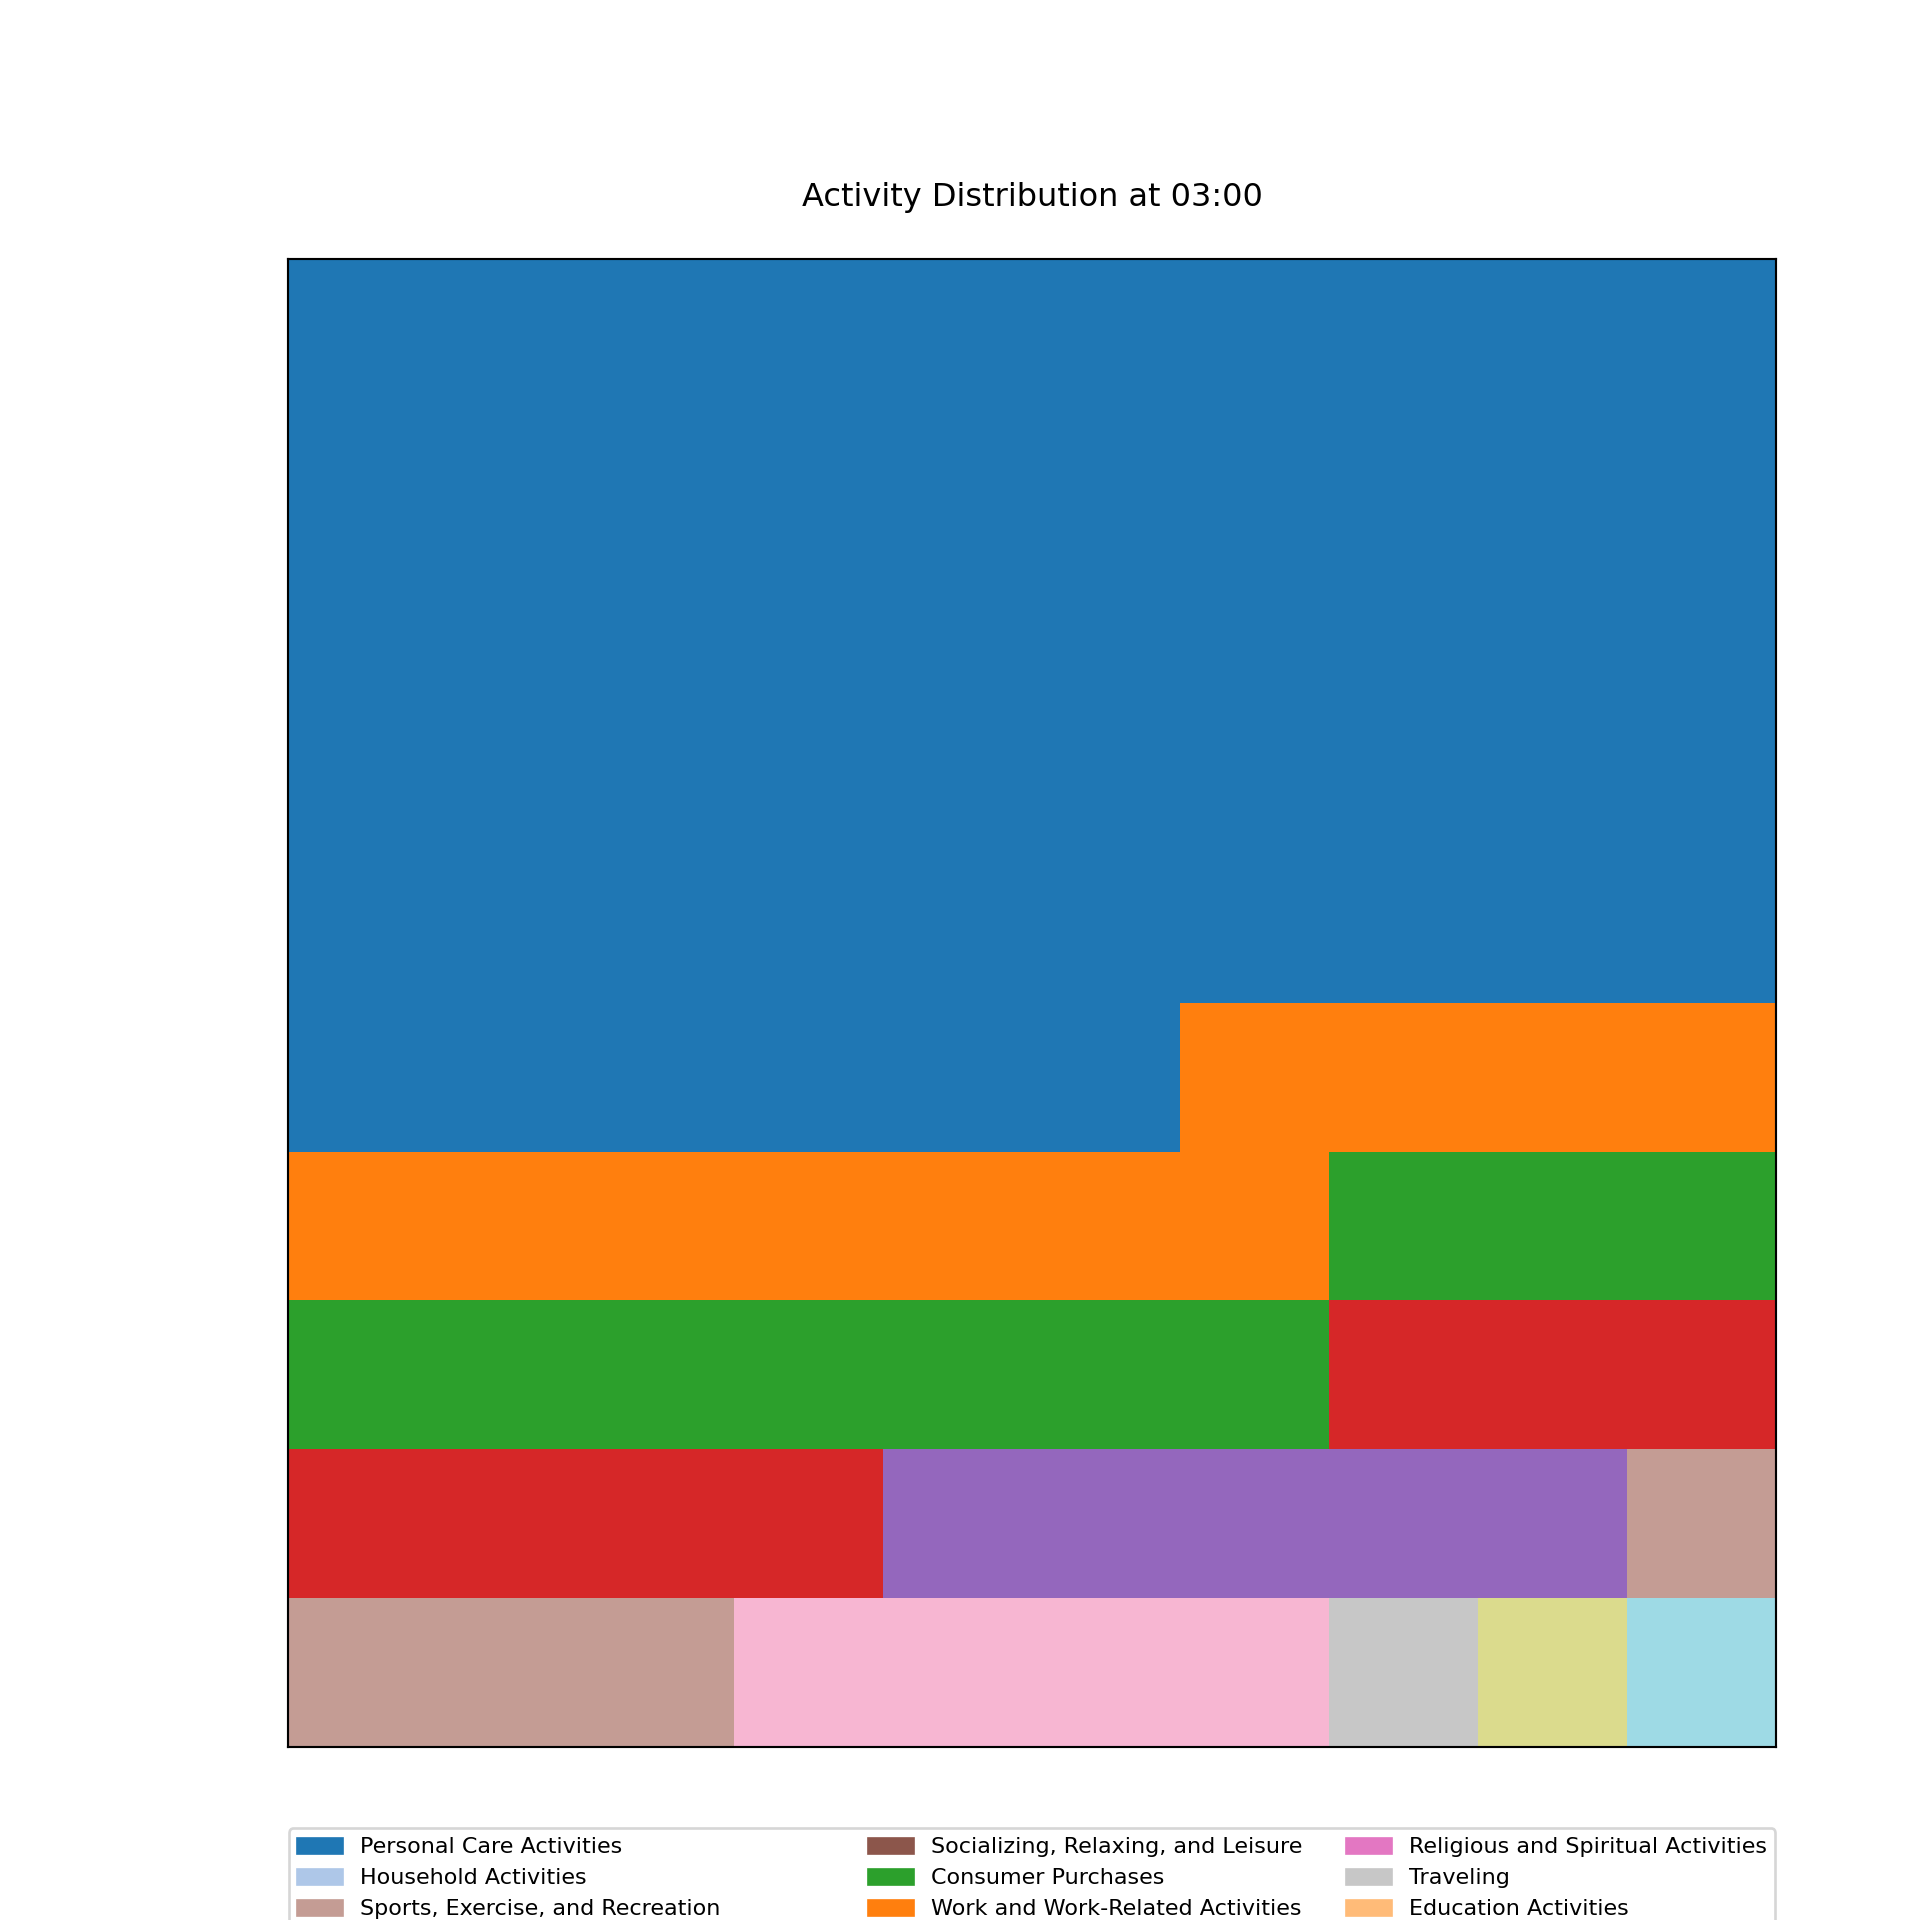 Activity Distribution at 03:00
Personal Care Activities
Household Activities
Sports, Exercise, and Recreation
Socializing, Relaxing, and Leisure
Consumer Purchases
Work and Work-Related Activities
Religious and Spiritual Activities
Traveling
Education Activities